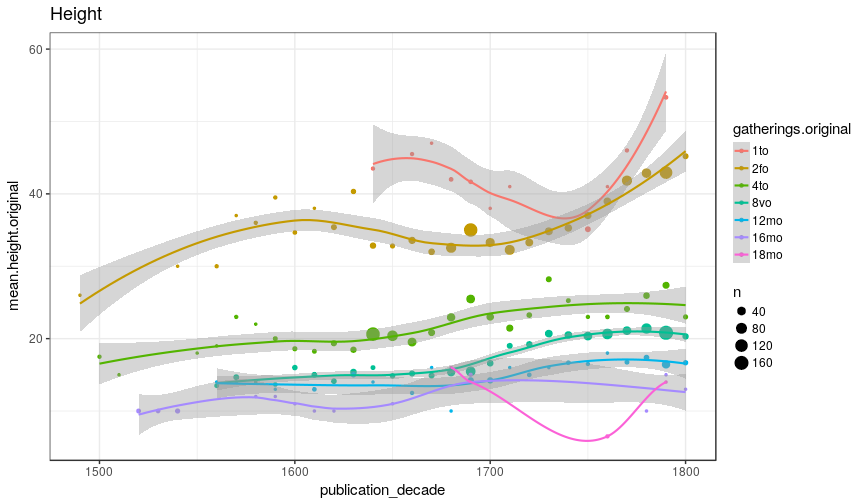 Height
60
40
20
mean.height.original
1500
1600
1700
1800
publication_decade
gatherings.original
1to
2fo
4to
8vo
12mo
16mo
18mo
n
40
80
120
160